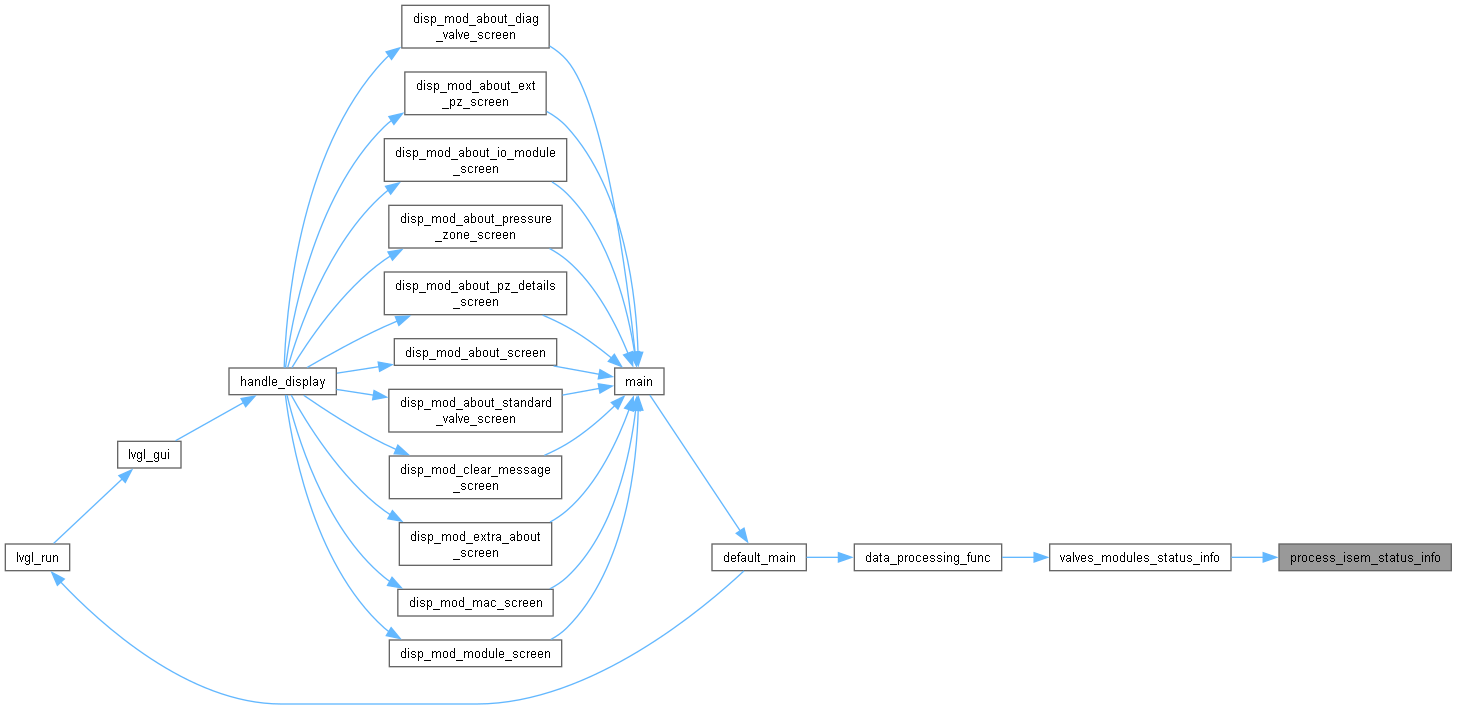 disp_mod_about_diag
_valve_screen
disp_mod_about_ext
_pz_screen
disp_mod_about_io_module
_screen
disp_mod_about_pressure
_zone_screen
disp_mod_about_pz_details
_screen
disp_mod_about_screen
handle_display
main
disp_mod_about_standard
_valve_screen
lvgl_gui
disp_mod_clear_message
_screen
disp_mod_extra_about
_screen
lvgl_run
default_main
data_processing_func
valves_modules_status_info
process_isem_status_info
disp_mod_mac_screen
disp_mod_module_screen